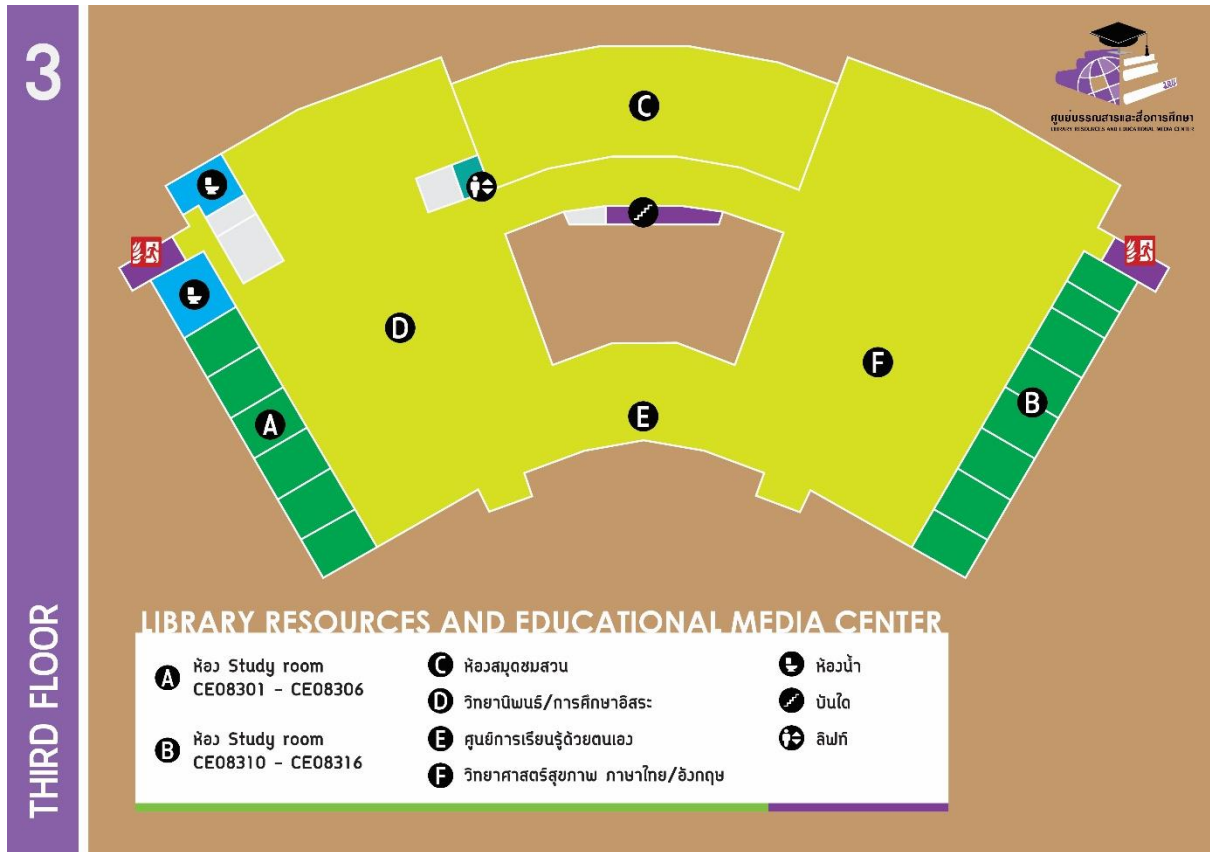 3
THIRD FLOOR
ศูนย์บรรณสารและสื่อการศึกษา
LIBRARY RESOURCES AND EDUCATIONAL MEDIA CENTER
C
D
F
E
A
B
LIBRARY RESOURCES AND EDUCATIONAL MEDIA CENTER
A ห้อง Study room
CE08301 - CE08306
B ห้อง Study room
CE08310 - CE08316
C ห้องสมุดชมสวน
D วิทยานิพนธ์/การศึกษาอิสระ
E ศูนย์การเรียนรู้ด้วยตนเอง
F วิทยาศาสตร์สุขภาพ ภาษาไทย/อังกฤษ
ห้องน้ำ
บันได
ลิฟท์